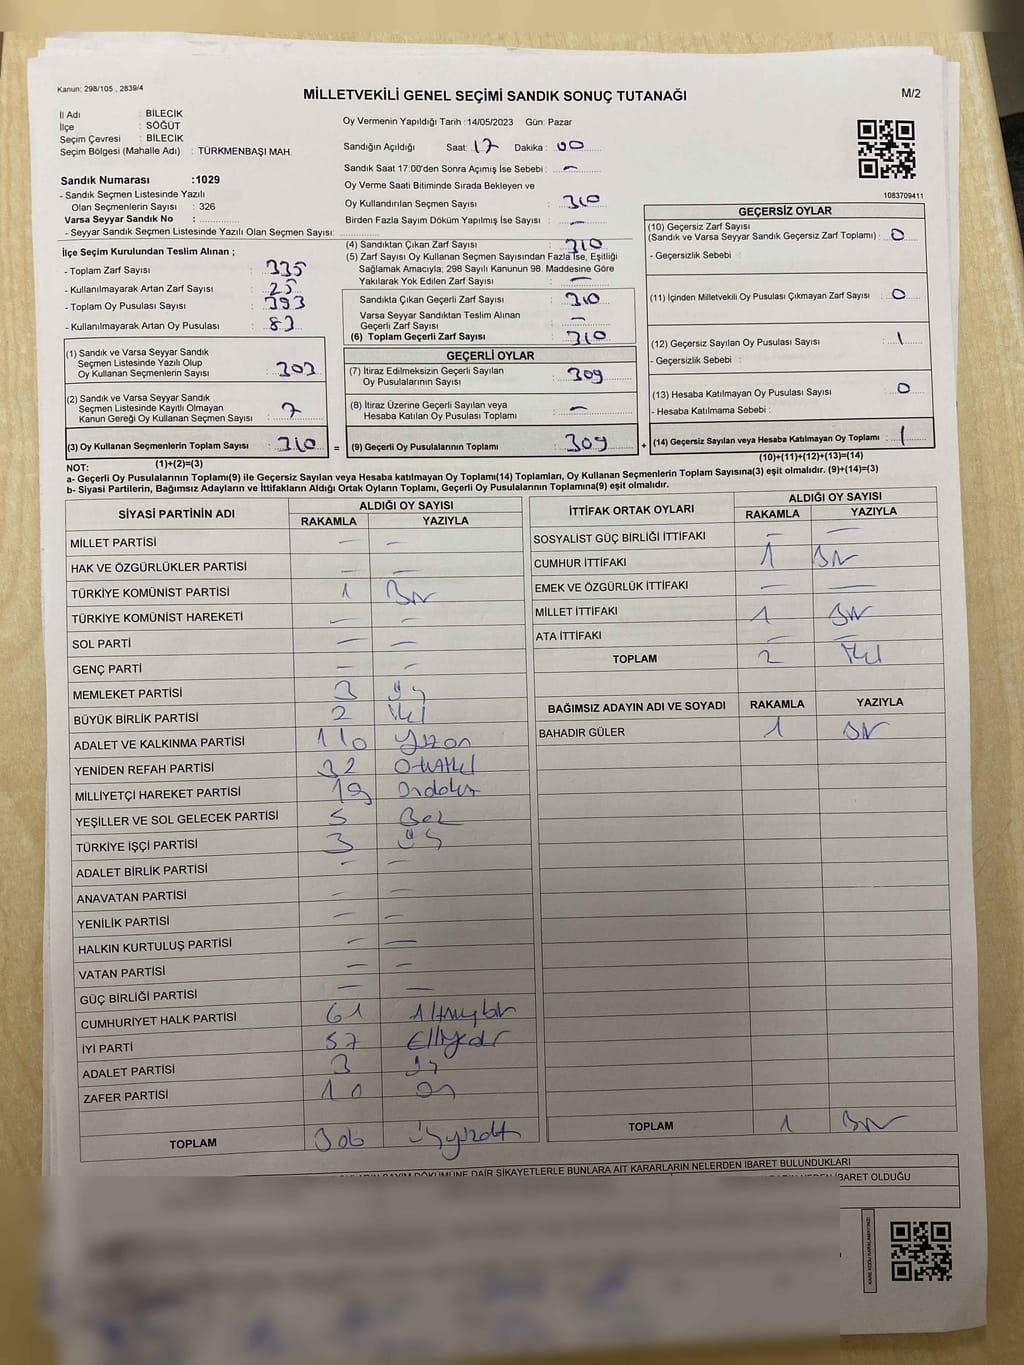 Kanun; 298/105 , 2839/4
MİLLETVEKİLİ GENEL SEÇİMİ SANDIK SONUÇ TUTANAĞI
M/2
İl Adı : BİLECİK
İlçe : SÖĞÜT
Seçim Çevresi : BİLECİK
Seçim Bölgesi (Mahalle Adı) : TÜRKMENBAŞI MAH.
Sandık Numarası :1029
- Sandık Seçmen Listesinde Yazılı
Olan Seçmenlerin Sayısı : 326
Varsa Seyyar Sandık No :
- Seyyar Sandık Seçmen Listesinde Yazılı Olan Seçmen Sayısı:
Oy Vermenin Yapıldığı Tarih :14/05/2023 Gün: Pazar
Sandığın Açıldığı Saat: 17 Dakika : 00
Sandık Saat 17:00'den Sonra Açımış İse Sebebi : —
Oy Verme Saati Bitiminde Sırada Bekleyen ve
Oy Kullandırılan Seçmen Sayısı : 310
Birden Fazla Sayım Döküm Yapılmış İse Sayısı : —
1083709411
İlçe Seçim Kurulundan Teslim Alınan ;
- Toplam Zarf Sayısı : 335
- Kullanılmayarak Artan Zarf Sayısı : 25
- Toplam Oy Pusulası Sayısı : 393
- Kullanılmayarak Artan Oy Pusulası : 83
(1) Sandık ve Varsa Seyyar Sandık
Seçmen Listesinde Yazılı Olup
Oy Kullanan Seçmenlerin Sayısı : 303
(2) Sandık ve Varsa Seyyar Sandık
Seçmen Listesinde Kayıtlı Olmayan
Kanun Gereği Oy Kullanan Seçmen Sayısı : 7
(3) Oy Kullanan Seçmenlerin Toplam Sayısı : 310 =
(1)+(2)=(3)
(4) Sandıktan Çıkan Zarf Sayısı : 310
(5) Zarf Sayısı Oy Kullanan Seçmen Sayısından Fazla İse, Eşitliği
Sağlamak Amacıyla; 298 Sayılı Kanunun 98. Maddesine Göre
Yakılarak Yok Edilen Zarf Sayısı : —
Sandıkta Çıkan Geçerli Zarf Sayısı : 310
Varsa Seyyar Sandıktan Teslim Alınan
Geçerli Zarf Sayısı : —
(6) Toplam Geçerli Zarf Sayısı : 310
GEÇERLİ OYLAR
(7) İtiraz Edilmeksizin Geçerli Sayılan
Oy Pusulalarının Sayısı : 309
(8) İtiraz Üzerine Geçerli Sayılan veya
Hesaba Katılan Oy Pusulası Toplamı : —
(9) Geçerli Oy Pusulalarının Toplamı : 309 +
GEÇERSİZ OYLAR
(10) Geçersiz Zarf Sayısı
(Sandık ve Varsa Seyyar Sandık Geçersiz Zarf Toplamı) : 0
- Geçersizlik Sebebi :
(11) İçinden Milletvekili Oy Pusulası Çıkmayan Zarf Sayısı : 0
(12) Geçersiz Sayılan Oy Pusulası Sayısı : 1
- Geçersizlik Sebebi :
(13) Hesaba Katılmayan Oy Pusulası Sayısı : 0
- Hesaba Katılmama Sebebi :
(14) Geçersiz Sayılan veya Hesaba Katılmayan Oy Toplamı : 1
(10)+(11)+(12)+(13)=(14)
NOT:
a- Geçerli Oy Pusulalarının Toplamı(9) ile Geçersiz Sayılan veya Hesaba katılmayan Oy Toplamı(14) Toplamları, Oy Kullanan Seçmenlerin Toplam Sayısına(3) eşit olmalıdır. (9)+(14)=(3)
b- Siyasi Partilerin, Bağımsız Adayların ve İttifakların Aldığı Ortak Oyların Toplamı, Geçerli Oy Pusulalarının Toplamına(9) eşit olmalıdır.
SİYASİ PARTİNİN ADI ALDIĞI OY SAYISI
RAKAMLA YAZIYLA
MİLLET PARTİSİ — —
HAK VE ÖZGÜRLÜKLER PARTİSİ — —
TÜRKİYE KOMÜNİST PARTİSİ 1 Bir
TÜRKİYE KOMÜNİST HAREKETİ — —
SOL PARTİ — —
GENÇ PARTİ — —
MEMLEKET PARTİSİ 3 üç
BÜYÜK BİRLİK PARTİSİ 2 iki
ADALET VE KALKINMA PARTİSİ 110 yüzon
YENİDEN REFAH PARTİSİ 32 otuziki
MİLLİYETÇİ HAREKET PARTİSİ 19 ondokuz
YEŞİLLER VE SOL GELECEK PARTİSİ 5 Beş
TÜRKİYE İŞÇİ PARTİSİ 3 üç
ADALET BİRLİK PARTİSİ — —
ANAVATAN PARTİSİ — —
YENİLİK PARTİSİ — —
HALKIN KURTULUŞ PARTİSİ — —
VATAN PARTİSİ — —
GÜÇ BİRLİĞİ PARTİSİ — —
CUMHURİYET HALK PARTİSİ 61 Altmışbir
İYİ PARTİ 57 Elliyedi
ADALET PARTİSİ 3 üç
ZAFER PARTİSİ 10 on
TOPLAM 306 üçyüzaltı
İTTİFAK ORTAK OYLARI ALDIĞI OY SAYISI
RAKAMLA YAZIYLA
SOSYALİST GÜÇ BİRLİĞİ İTTİFAKI — —
CUMHUR İTTİFAKI 1 Bir
EMEK VE ÖZGÜRLÜK İTTİFAKI — —
MİLLET İTTİFAKI 1 Bir
ATA İTTİFAKI — —
TOPLAM 2 iki
BAĞIMSIZ ADAYIN ADI VE SOYADI RAKAMLA YAZIYLA
BAHADIR GÜLER 1 Bir
TOPLAM 1 Bir
SAYIM DÖKÜMÜNE DAİR ŞİKAYETLERLE BUNLARA AİT KARARLARIN NELERDEN İBARET BULUNDUKLARI
İBARET OLDUĞU